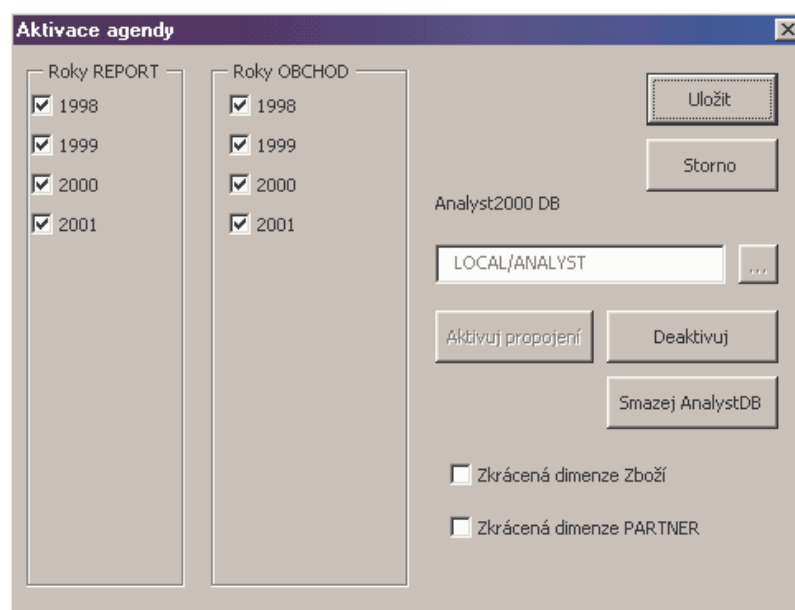 Aktivace agendy
Roky REPORT
1998
1999
2000
2001
Roky OBCHOD
1998
1999
2000
2001
Uložit
Storno
Analyst2000 DB
LOCAL/ANALYST
...
Aktivuj propojení
Deaktivuj
Smazej AnalystDB
Zkrácená dimenze Zboží
Zkrácená dimenze PARTNER